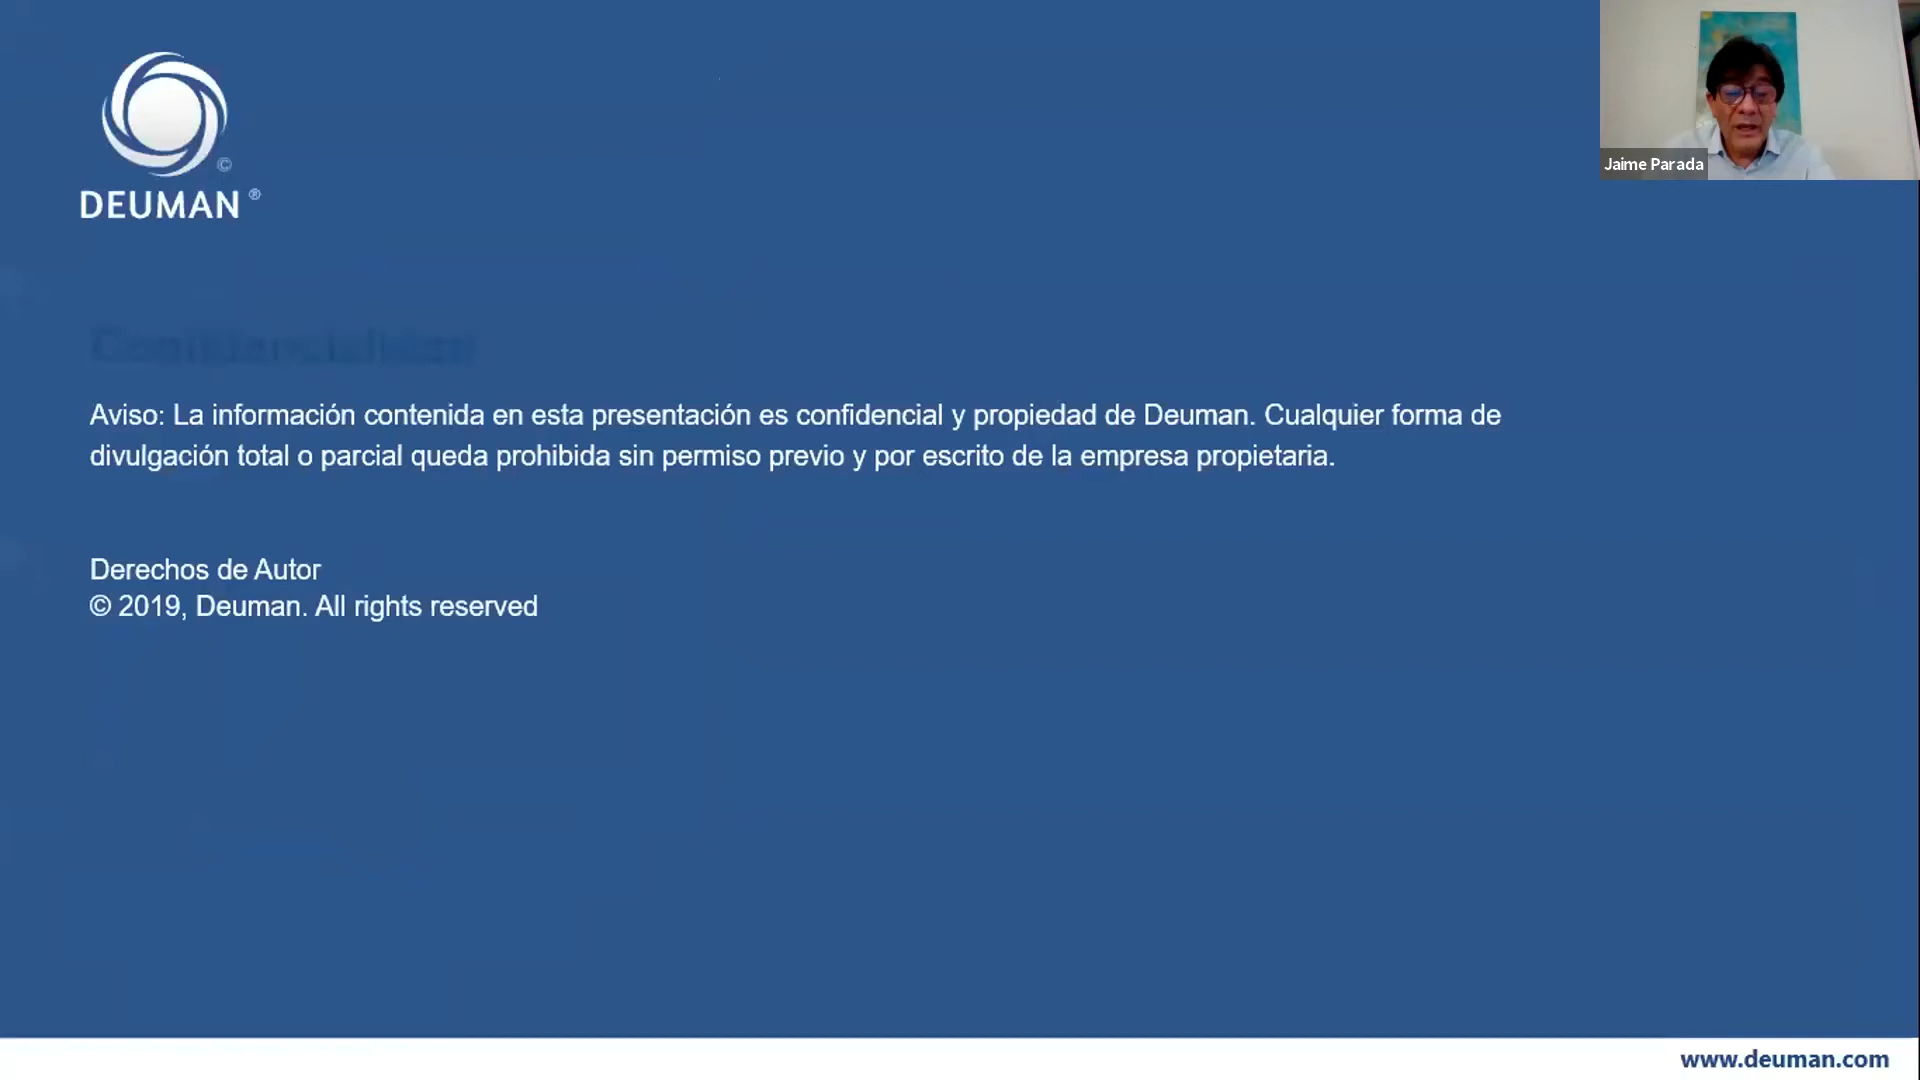 Jaime Parada
©
DEUMAN ®
Aviso: La información contenida en esta presentación es confidencial y propiedad de Deuman. Cualquier forma de
divulgación total o parcial queda prohibida sin permiso previo y por escrito de la empresa propietaria.
Derechos de Autor
© 2019, Deuman. All rights reserved
www.deuman.com